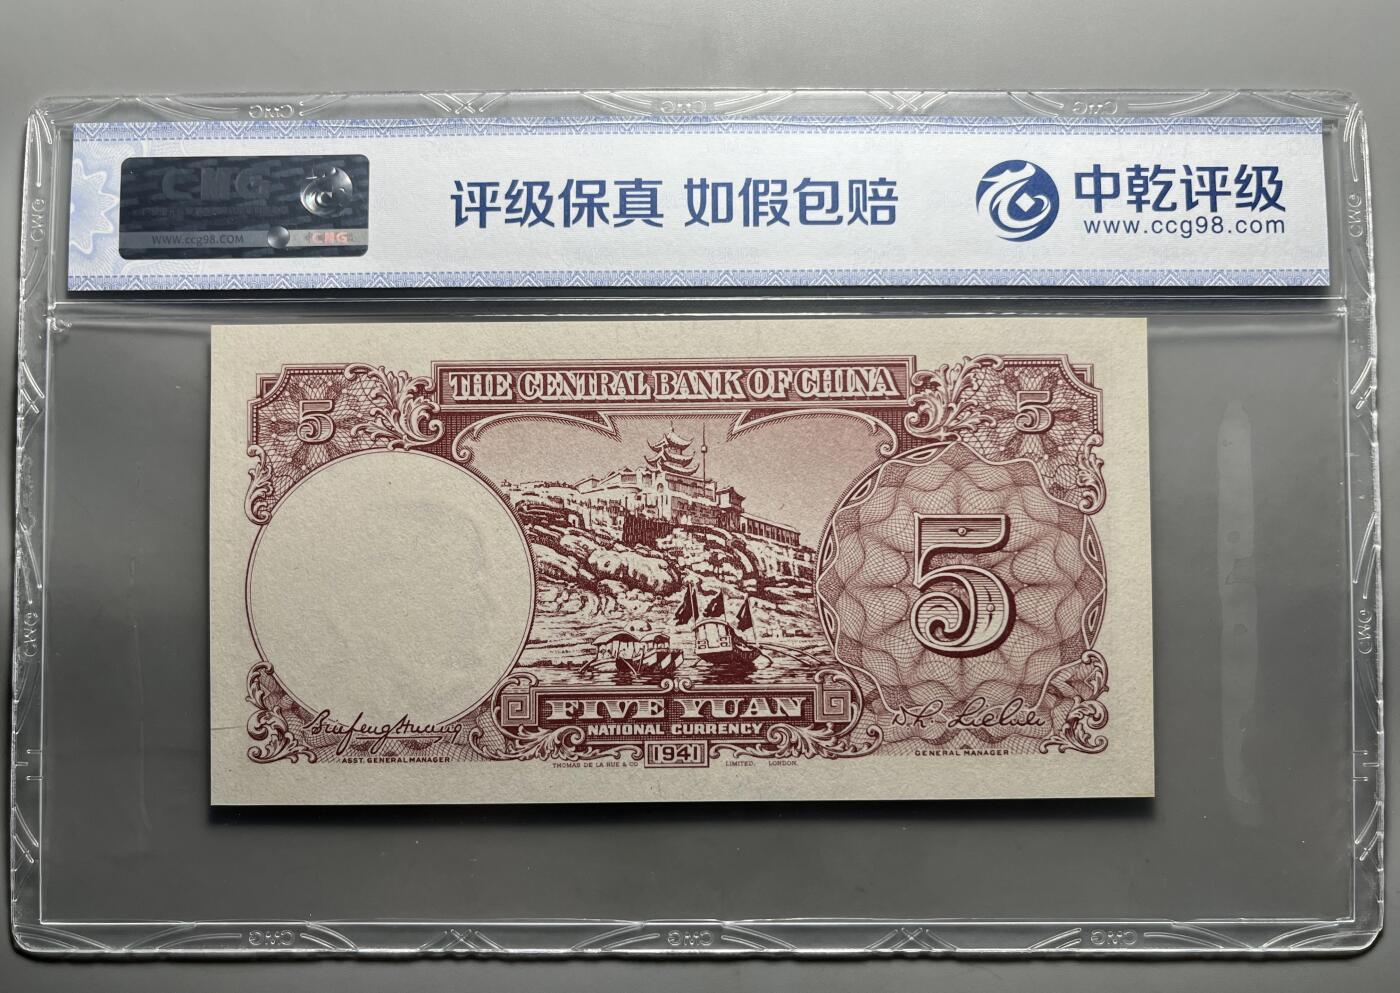 CMG
WWW.ccg98.COM
CMG
评级保真 如假包赔
中乾评级
www.ccg98.com
THE CENTRAL BANK OF CHINA
5
5
5
FIVE YUAN
NATIONAL CURRENCY
1941
ASST. GENERAL MANAGER
GENERAL MANAGER
THOMAS DE LA RUE & CO LIMITED. LONDON.